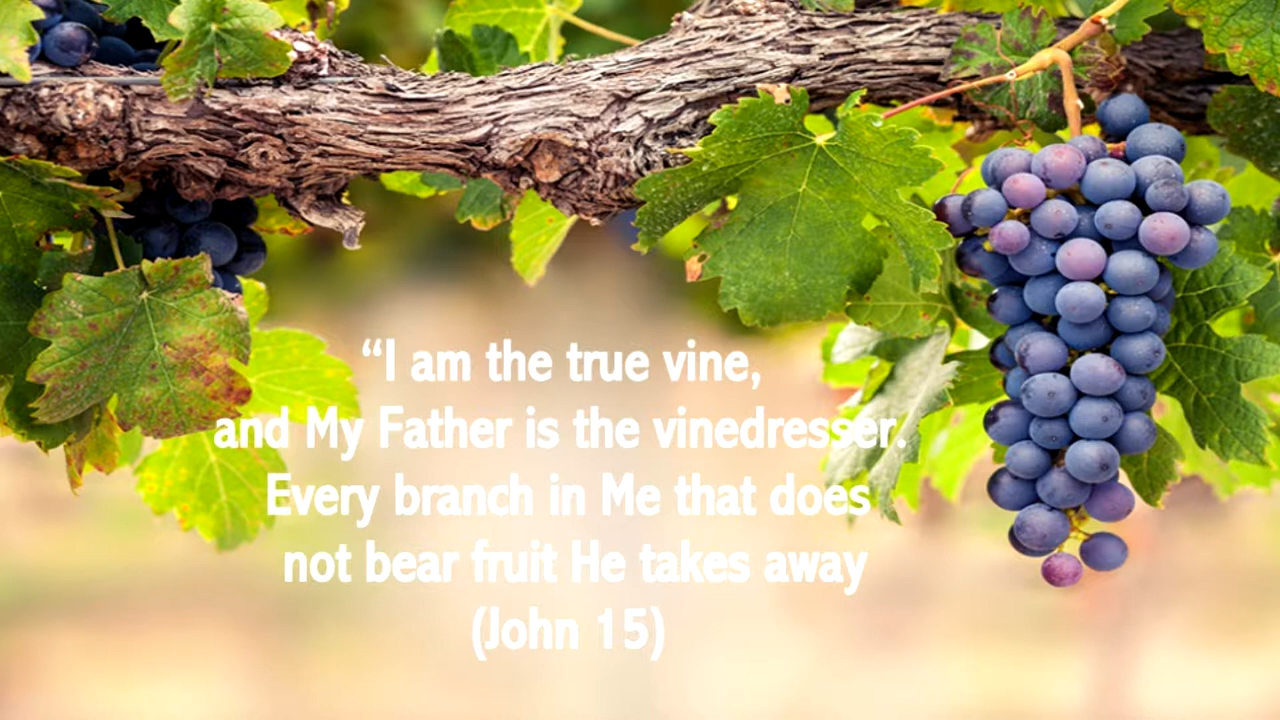 “I am the true vine,
and My Father is the vinedresser.
Every branch in Me that does
not bear fruit He takes away
(John 15)